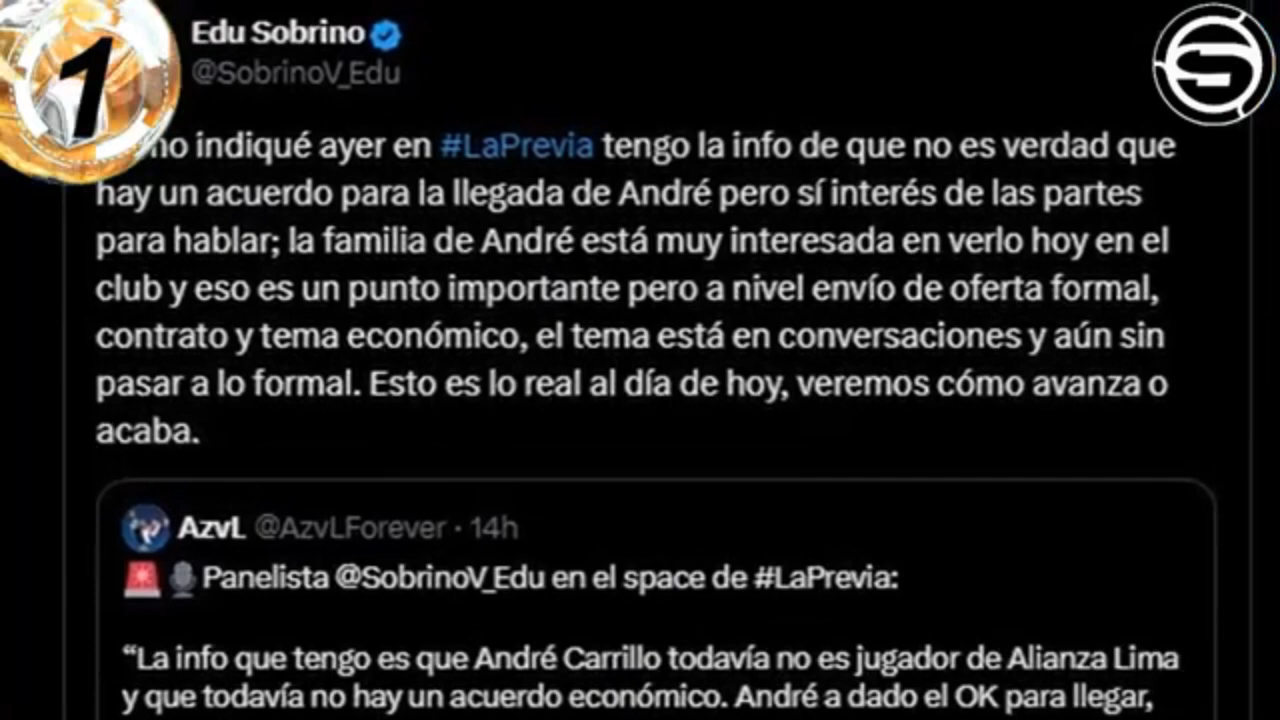 1
Edu Sobrino
@SobrinoV_Edu
S
indiqué ayer en #LaPrevia tengo la info de que no es verdad que
hay un acuerdo para la llegada de André pero sí interés de las partes
para hablar; la familia de André está muy interesada en verlo hoy en el
club y eso es un punto importante pero a nivel envío de oferta formal,
contrato y tema económico, el tema está en conversaciones y aún sin
pasar a lo formal. Esto es lo real al día de hoy, veremos cómo avanza o
acaba.
AzvL @AzvLForever · 14h
Panelista @SobrinoV_Edu en el space de #LaPrevia:
“La info que tengo es que André Carrillo todavía no es jugador de Alianza Lima
y que todavía no hay un acuerdo económico. André a dado el OK para llegar,